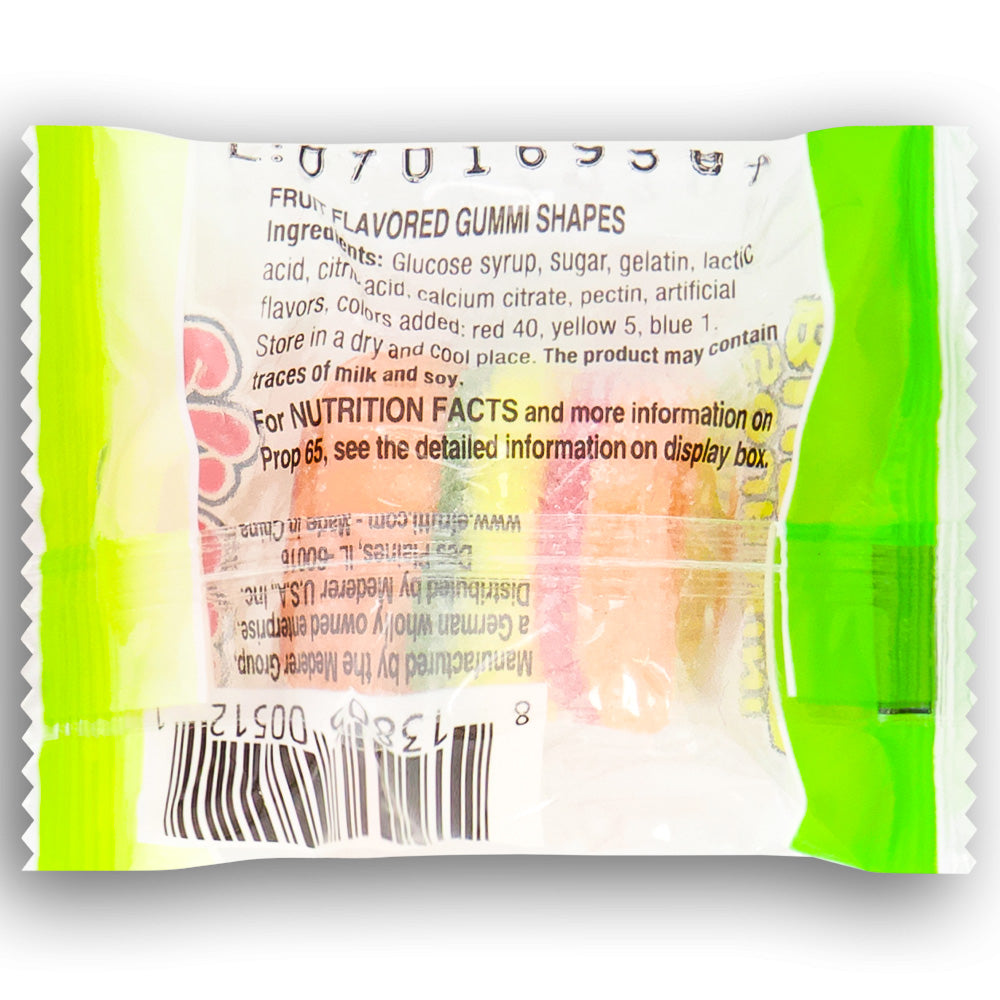 FRUIT FLAVORED GUMMI SHAPES
Ingredients: Glucose syrup, sugar, gelatin, lactic
acid, citric acid, calcium citrate, pectin, artificial
flavors, colors added: red 40, yellow 5, blue 1.
Store in a dry and cool place. The product may contain
traces of milk and soy.
For NUTRITION FACTS and more information on
Prop 65, see the detailed information on display box.
Manufactured by the Mederer Group,
a German wholly owned enterprise.
Distributed by Mederer U.S.A., Inc.
Des Plaines, IL -60018
www.efrutti.com - Made in China
8 00512 1